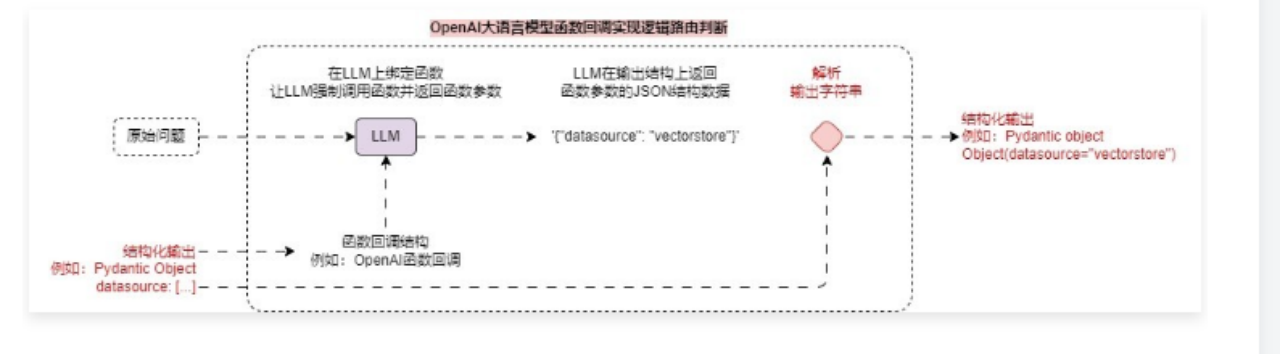 OpenAI大语言模型函数回调实现逻辑路由判断
在LLM上绑定函数
让LLM强制调用函数并返回函数参数
LLM在输出结构上返回
函数参数的JSON结构数据
解析
输出字符串
原始问题
LLM
'{"datasource": "vectorstore"}'
结构化输出
例如：Pydantic object
Object(datasource="vectorstore")
函数回调结构
例如：OpenAI函数回调
结构化输出
例如：Pydantic Object
datasource: [...]